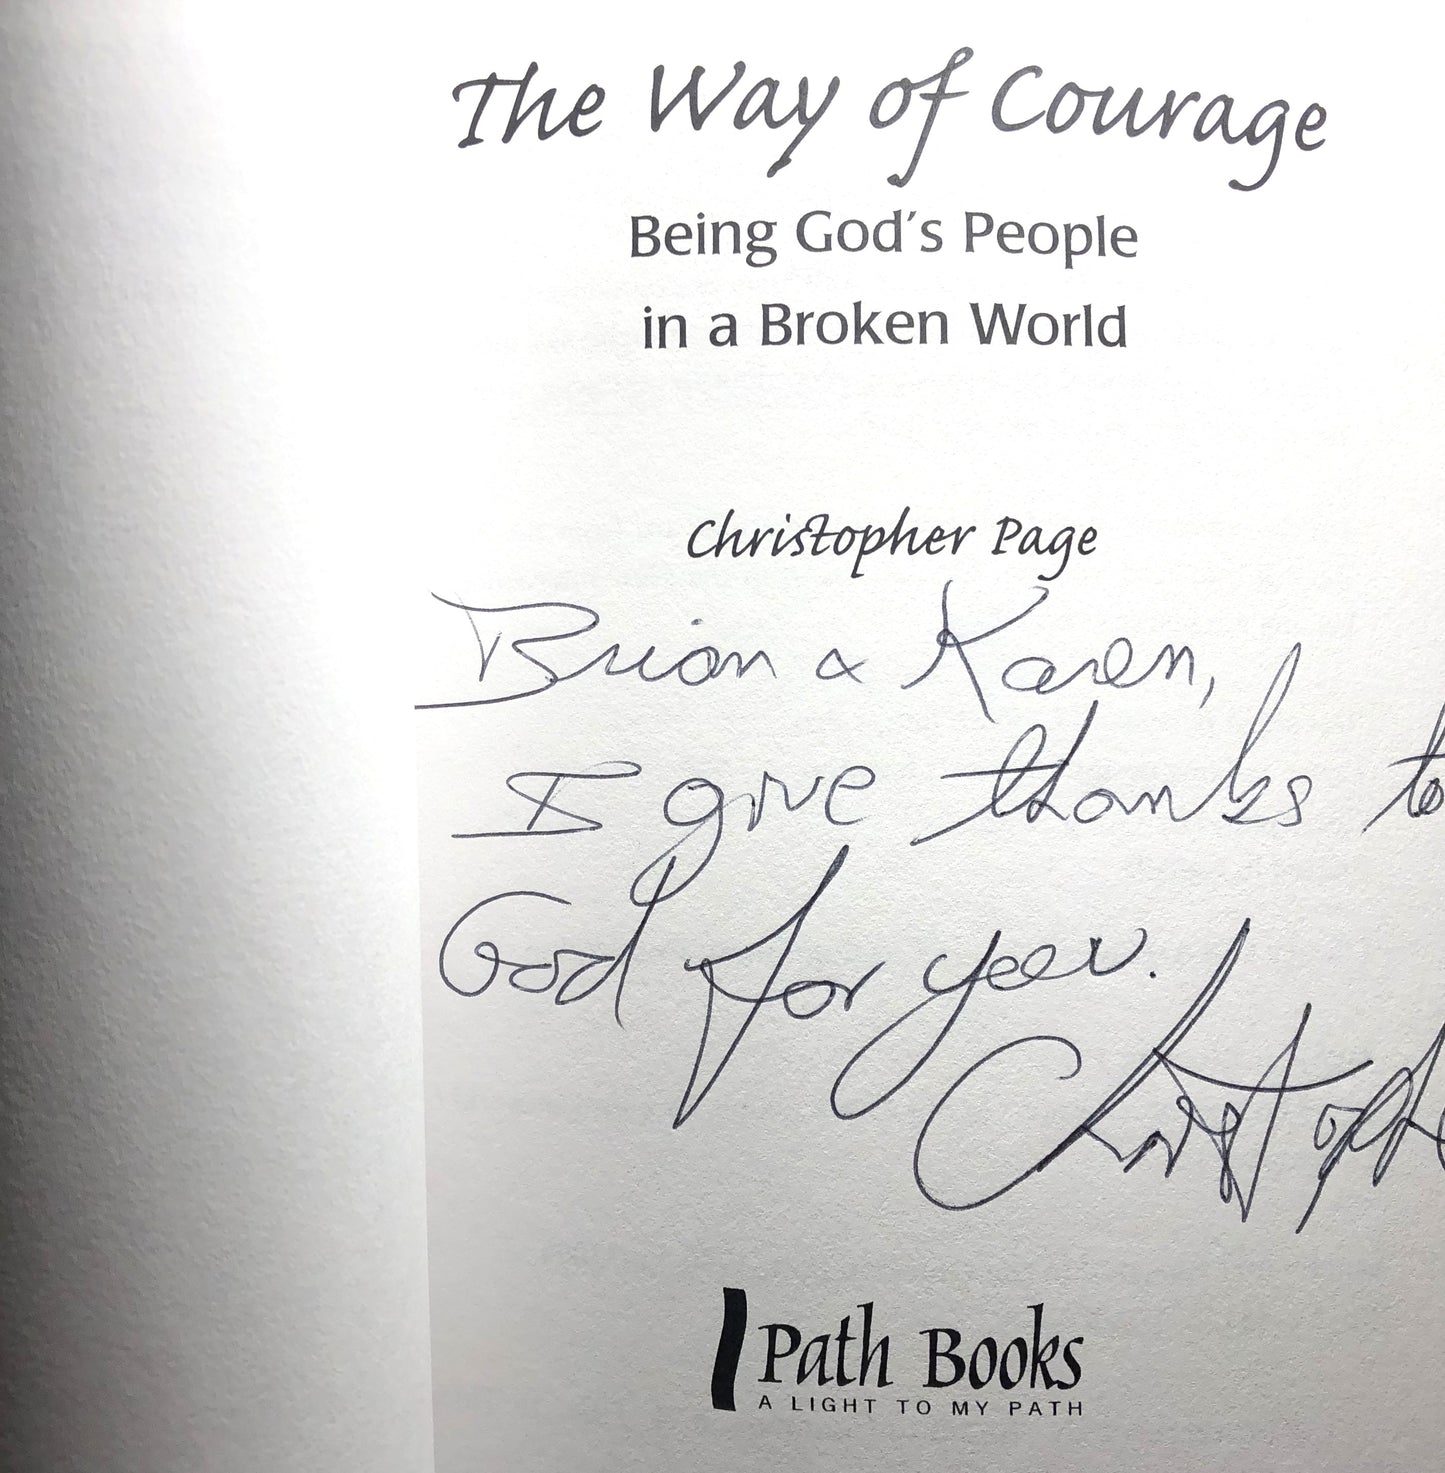 The Way of Courage
Being God's People
in a Broken World
Christopher Page
Brian & Karen,
I give thanks to
God for you.
Christoph
Path Books
A LIGHT TO MY PATH